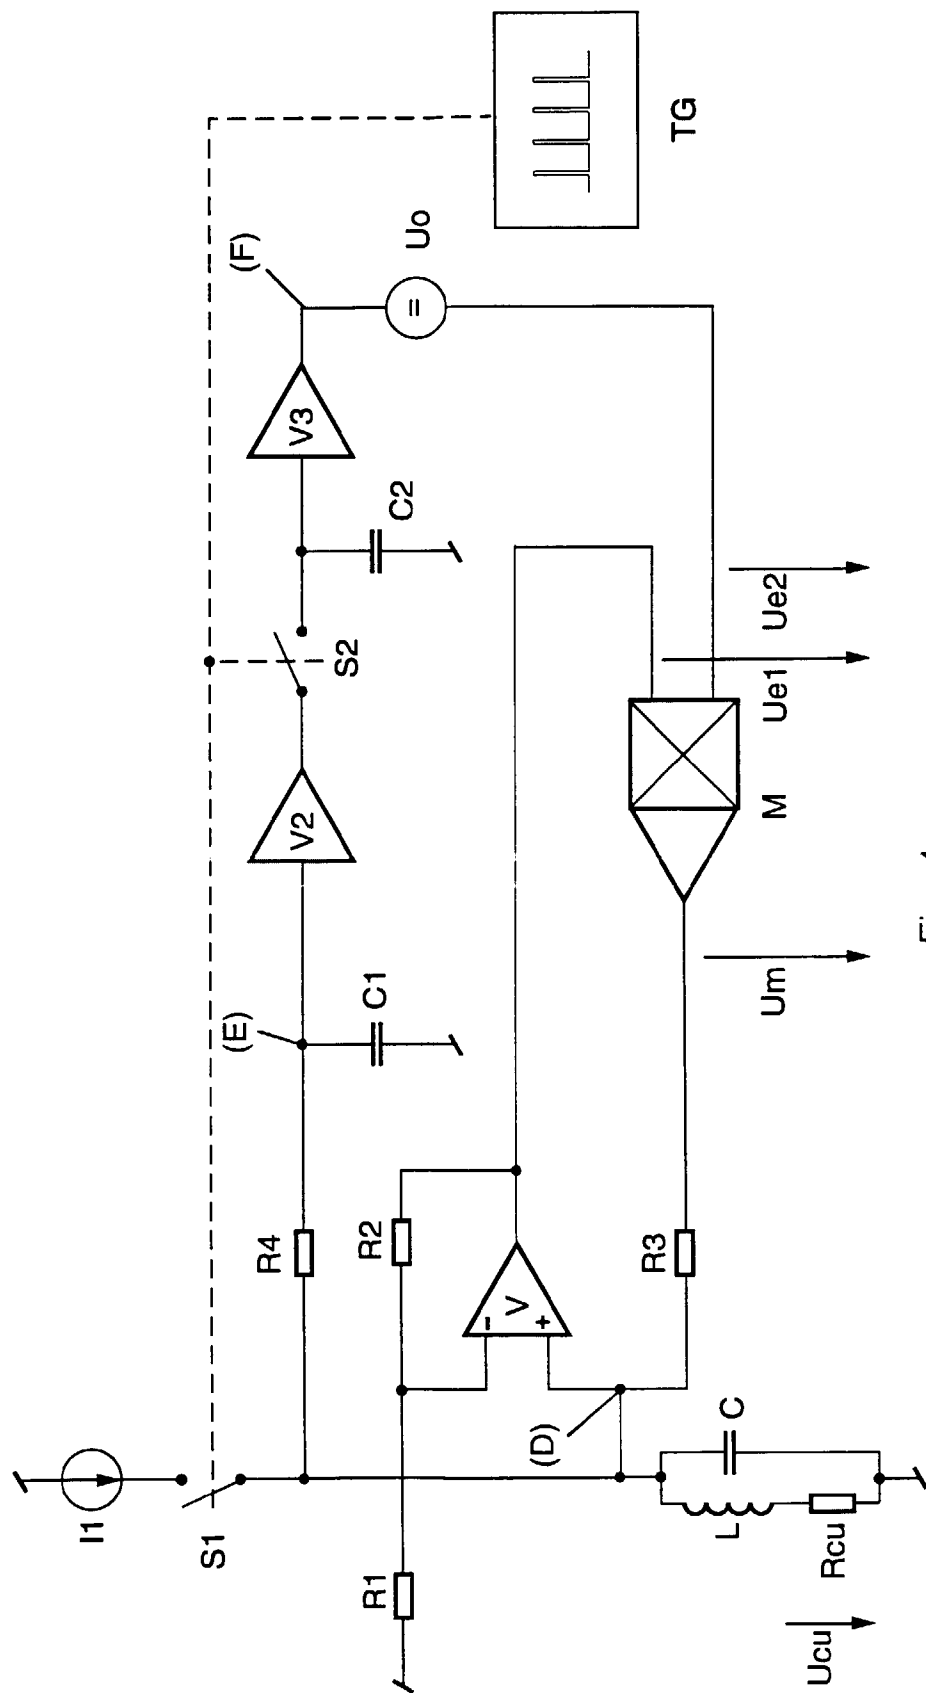 I1
S1
R4
(E)
C1
V2
S2
C2
V3
(F)
Uo
TG
=
R1
R2
-
+
V
(D)
R3
L
C
Rcu
Ucu
Um
M
Ue1
Ue2